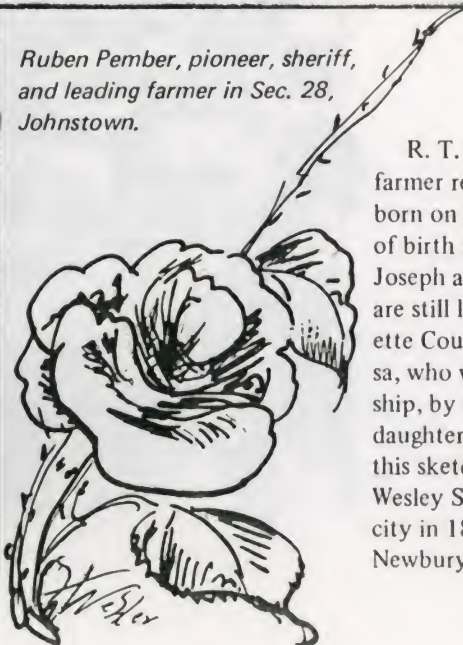 Ruben Pember, pioneer, sheriff,
and leading farmer in Sec. 28,
Johnstown.
R. T.
farmer re
born on
of birth
Joseph a
are still l
ette Cou
sa, who w
ship, by
daughter
this sketc
Wesley S
city in 18
Newbury